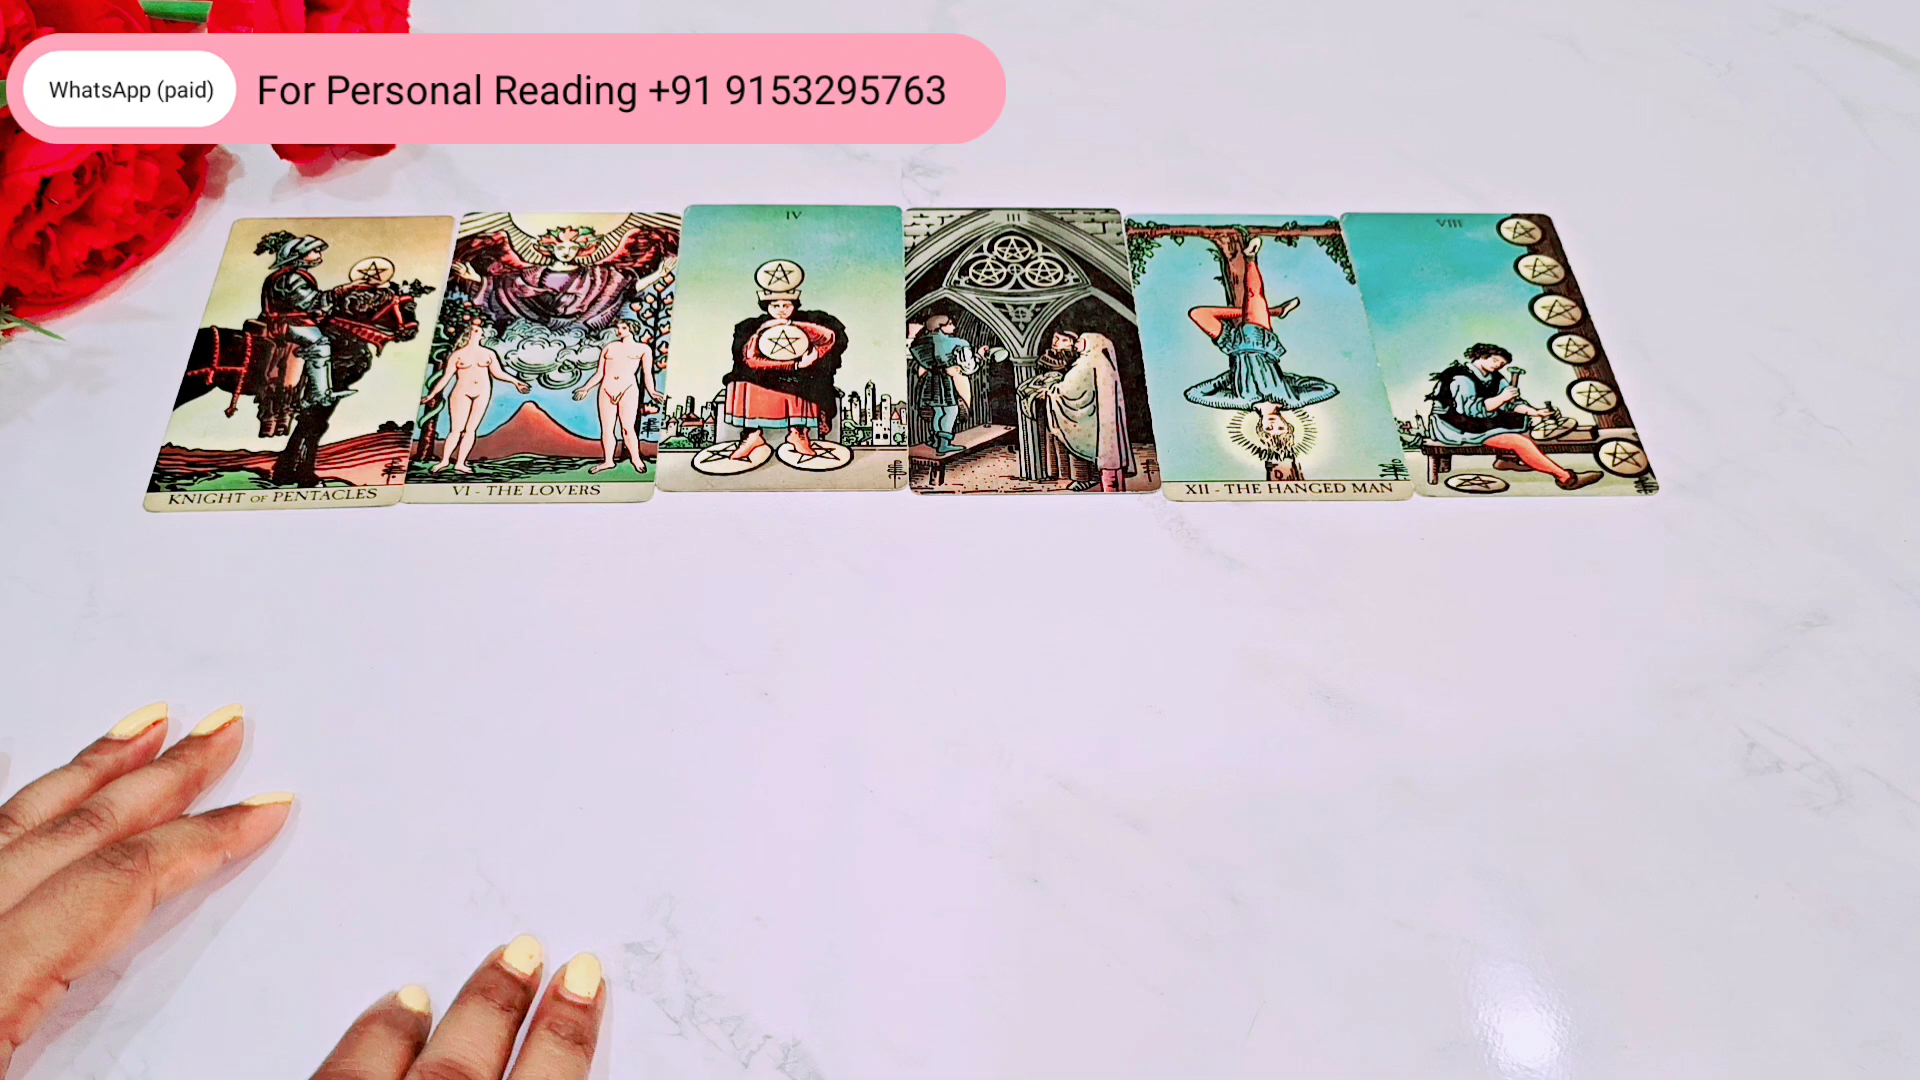 WhatsApp (paid)
For Personal Reading +91 9153295763
IV
III
VIII
KNIGHT OF PENTACLES
VI - THE LOVERS
XII - THE HANGED MAN